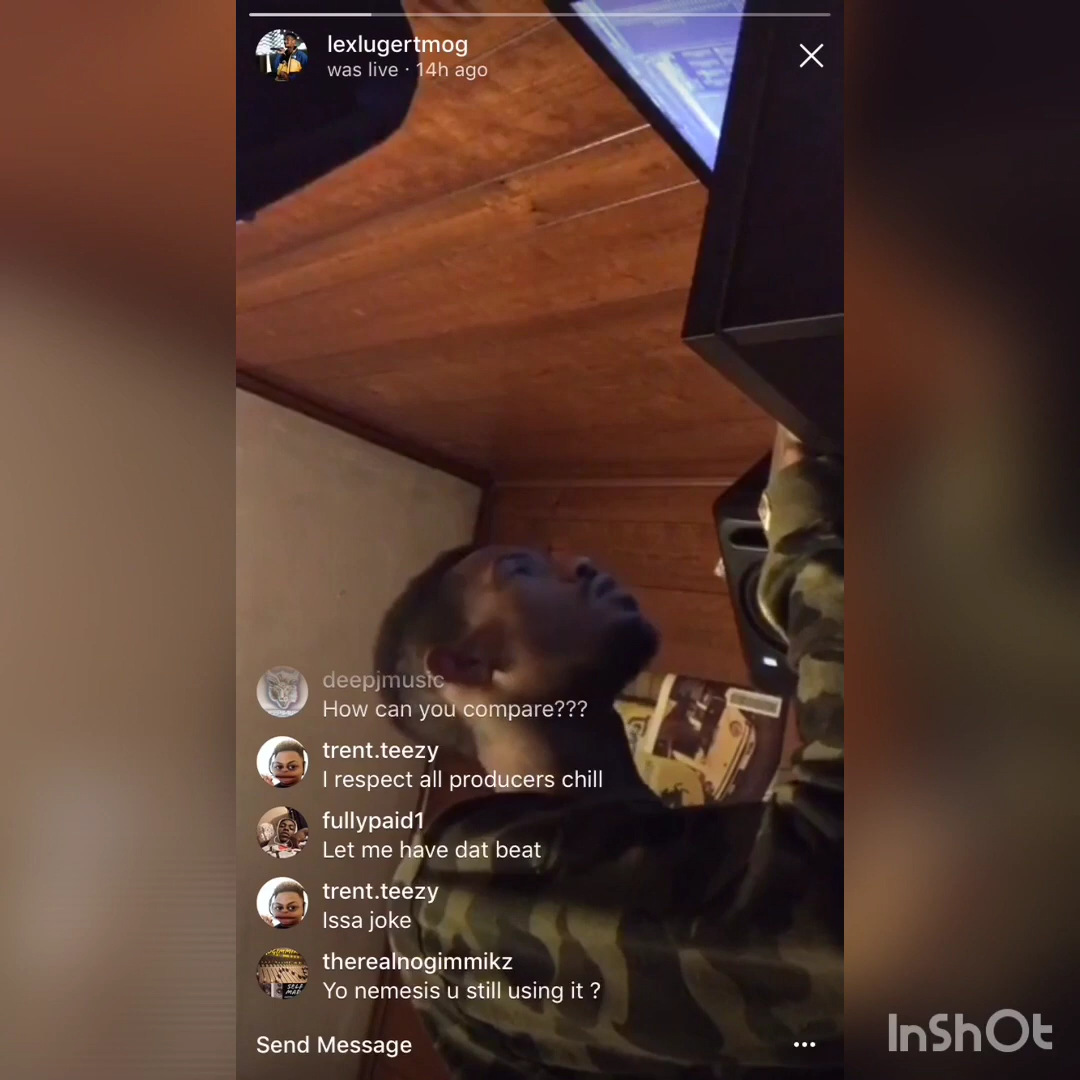 lexlugertmog
was live · 14h ago
deepjmusic
How can you compare???
trent.teezy
I respect all producers chill
fullypaid1
Let me have dat beat
trent.teezy
Issa joke
therealnogimmikz
Yo nemesis u still using it ?
Send Message
InShOt